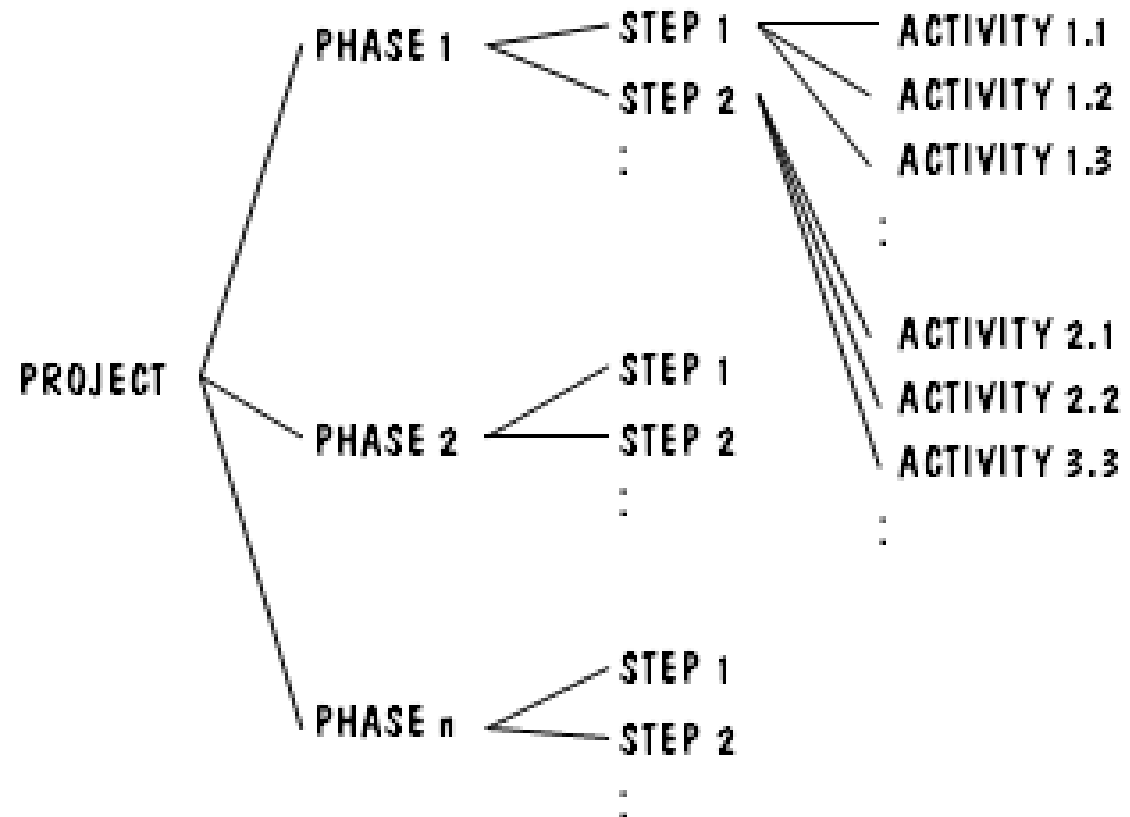 PROJECT
PHASE 1
STEP 1
ACTIVITY 1.1
ACTIVITY 1.2
ACTIVITY 1.3
:
STEP 2
ACTIVITY 2.1
ACTIVITY 2.2
ACTIVITY 3.3
:
:
PHASE 2
STEP 1
STEP 2
:
PHASE n
STEP 1
STEP 2
: